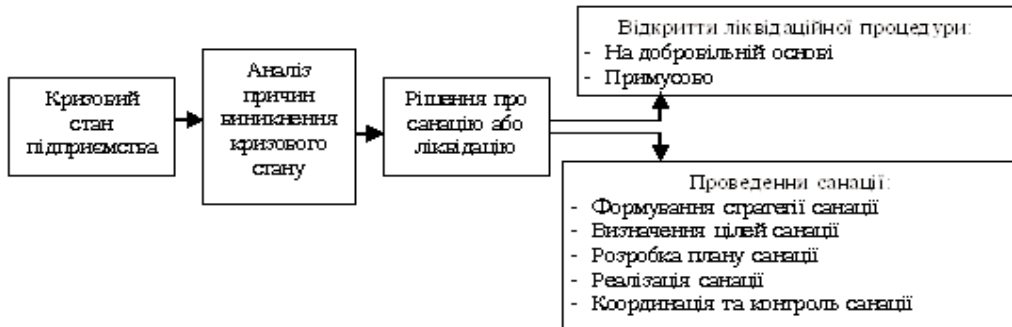 Кризовий
стан
підприємства
Аналіз
причин
виникнення
кризового
стану
Рішення про
санацію або
ліквідацію
Відкриття ліквідаційної процедури:
- На добровільній основі
- Примусово
Проведенни санації:
- Формування стратегії санації
- Визначення цілей санації
- Розробка плану санації
- Реалізація санації
- Координація та контроль санації